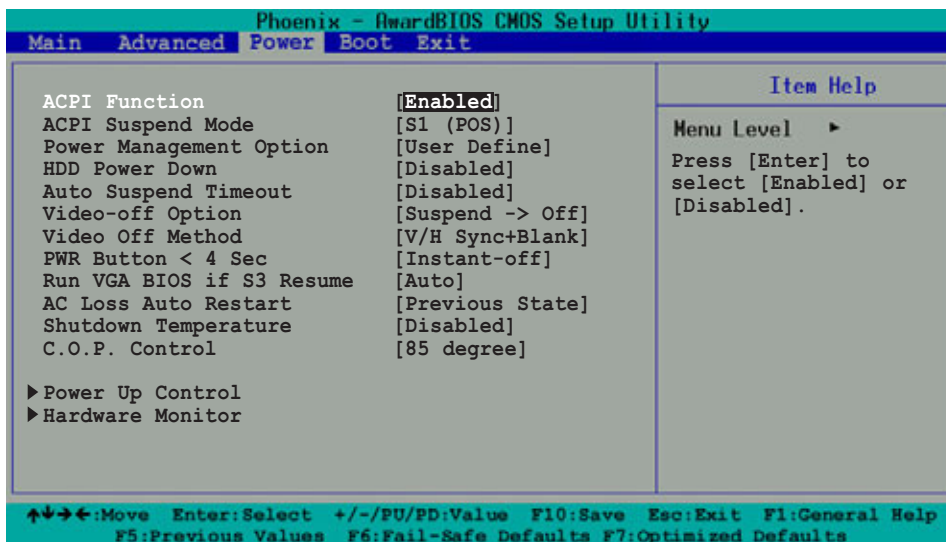 Phoenix - AwardBIOS CMOS Setup Utility
Main Advanced Power Boot Exit
Item Help
ACPI Function [Enabled]
ACPI Suspend Mode [S1 (POS)]
Power Management Option [User Define]
HDD Power Down [Disabled]
Auto Suspend Timeout [Disabled]
Video-off Option [Suspend -> Off]
Video Off Method [V/H Sync+Blank]
PWR Button < 4 Sec [Instant-off]
Run VGA BIOS if S3 Resume [Auto]
AC Loss Auto Restart [Previous State]
Shutdown Temperature [Disabled]
C.O.P. Control [85 degree]
Power Up Control
Hardware Monitor
Menu Level
Press [Enter] to
select [Enabled] or
[Disabled].
↑↓→←:Move Enter:Select +/-/PU/PD:Value F10:Save Esc:Exit F1:General Help
F5:Previous Values F6:Fail-Safe Defaults F7:Optimized Defaults